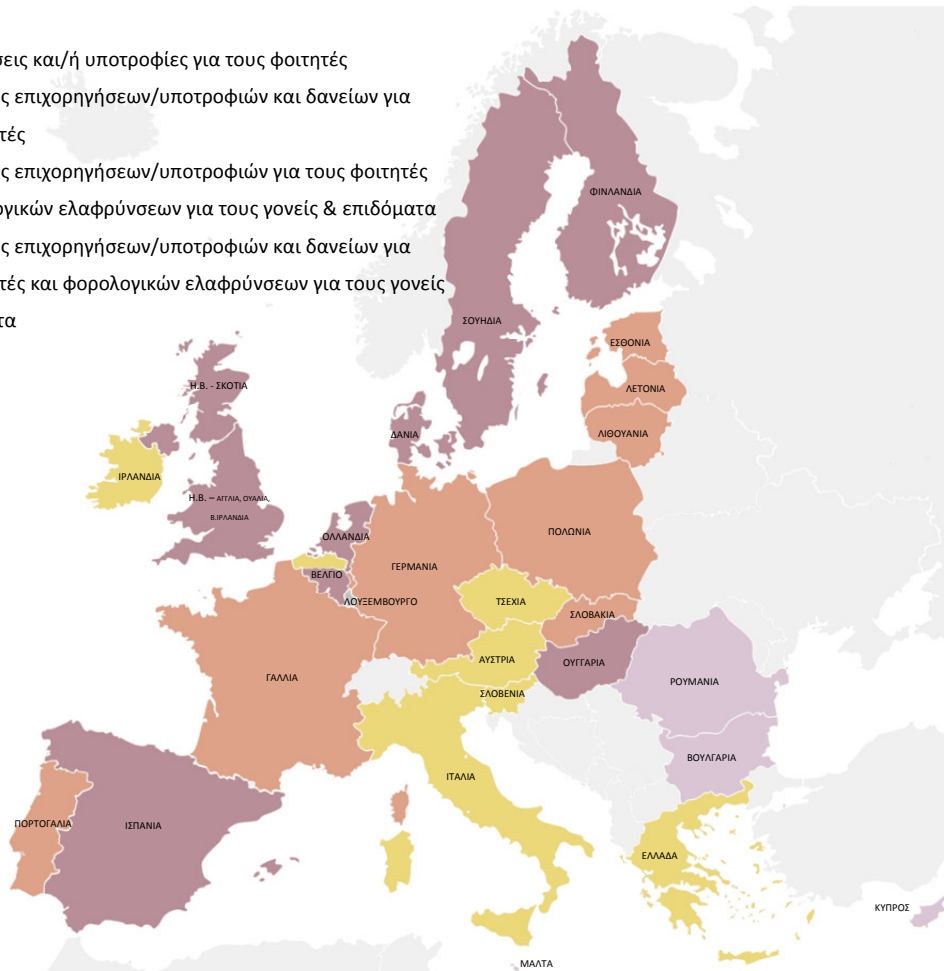 σεις και/ή υποτροφίες για τους φοιτητές
ς επιχορηγήσεων/υποτροφιών και δανείων για
τές
ς επιχορηγήσεων/υποτροφιών για τους φοιτητές
ογικών ελαφρύνσεων για τους γονείς & επιδόματα
ς επιχορηγήσεων/υποτροφιών και δανείων για
τές και φορολογικών ελαφρύνσεων για τους γονείς
τα
ΦΙΝΛΑΝΔΙΑ
ΣΟΥΗΔΙΑ
ΕΣΘΟΝΙΑ
Η.Β. - ΣΚΟΤΙΑ
ΛΕΤΟΝΙΑ
ΔΑΝΙΑ
ΛΙΘΟΥΑΝΙΑ
ΙΡΛΑΝΔΙΑ
Η.Β. – ΑΓΓΛΙΑ, ΟΥΑΛΙΑ,
Β.ΙΡΛΑΝΔΙΑ
ΟΛΛΑΝΔΙΑ
ΠΟΛΩΝΙΑ
ΓΕΡΜΑΝΙΑ
ΒΕΛΓΙΟ
ΛΟΥΞΕΜΒΟΥΡΓΟ
ΤΣΕΧΙΑ
ΣΛΟΒΑΚΙΑ
ΑΥΣΤΡΙΑ
ΟΥΓΓΑΡΙΑ
ΓΑΛΛΙΑ
ΡΟΥΜΑΝΙΑ
ΣΛΟΒΕΝΙΑ
ΒΟΥΛΓΑΡΙΑ
ΙΤΑΛΙΑ
ΠΟΡΤΟΓΑΛΙΑ
ΙΣΠΑΝΙΑ
ΕΛΛΑΔΑ
ΚΥΠΡΟΣ
ΜΑΛΤΑ